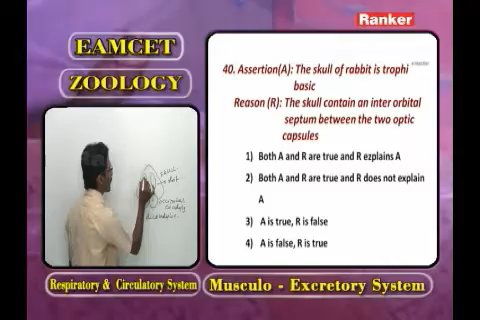 Ranker
EAMCET
ZOOLOGY
40. Assertion(A): The skull of rabbit is trophi
basic
Reason (R): The skull contain an inter orbital
septum between the two optic
capsules
1) Both A and R are true and R ezplains A
2) Both A and R are true and R does not explain
A
3) A is true, R is false
4) A is false, R is true
Respiratory & Circulatory System
Musculo - Excretory System